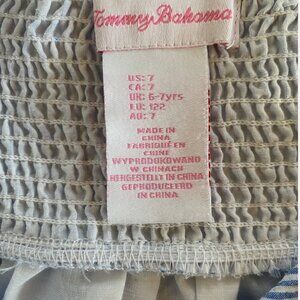 Tommy Bahama
US: 7
CA: 7
UK: 6-7yrs
EU: 122
AU: 7
MADE IN
CHINA
FABRIQUÉ EN
CHINE
WYPRODUKOWANO
W CHINACH
HERGESTELLT IN CHINA
GEPRODUCEERD
IN CHINA